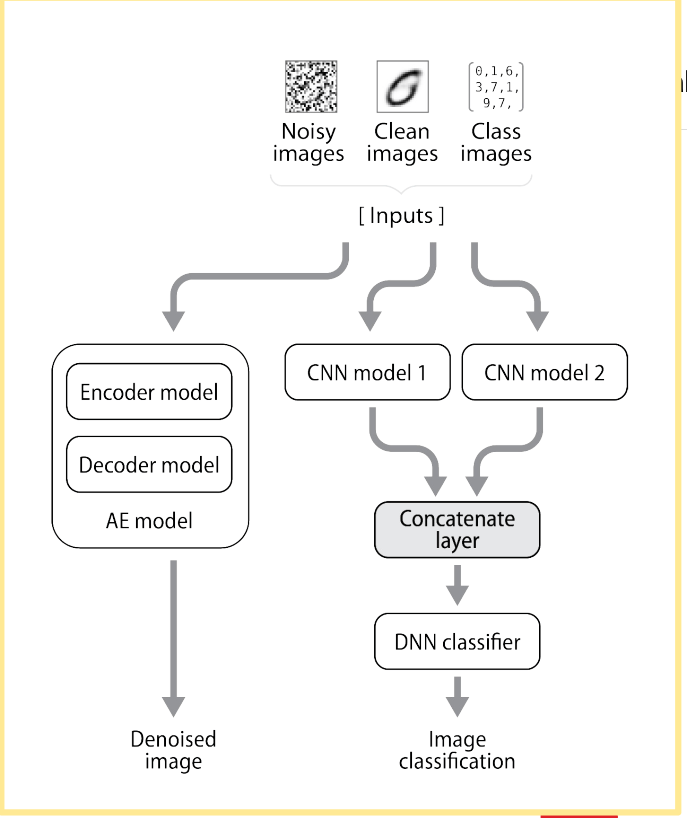 0,1,6,
3,7,1,
9,7,
Noisy
images
Clean
images
Class
images
[ Inputs ]
Encoder model
Decoder model
AE model
CNN model 1
CNN model 2
Concatenate
layer
DNN classifier
Denoised
image
Image
classification